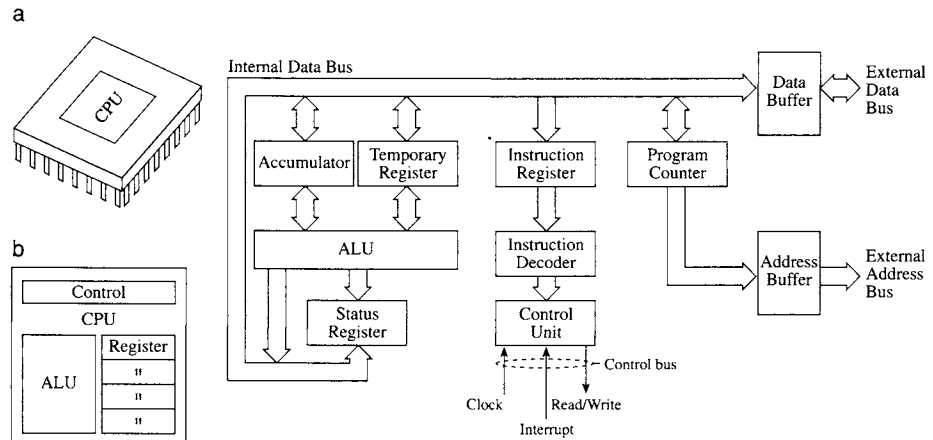 a
CPU
b
Control
CPU
ALU
Register
"
"
"
Internal Data Bus
Data
Buffer
External
Data
Bus
Accumulator
Temporary
Register
Instruction
Register
Program
Counter
ALU
Instruction
Decoder
Address
Buffer
External
Address
Bus
Status
Register
Control
Unit
Control bus
Clock
Read/Write
Interrupt